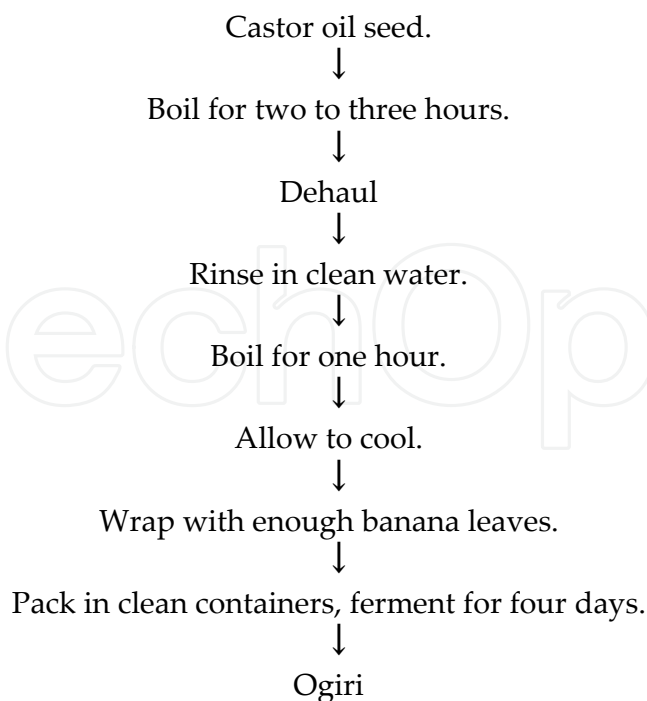 Castor oil seed.
↓
Boil for two to three hours.
↓
Dehaul
↓
Rinse in clean water.
↓
Boil for one hour.
↓
Allow to cool.
↓
Wrap with enough banana leaves.
↓
Pack in clean containers, ferment for four days.
↓
Ogiri
echOp